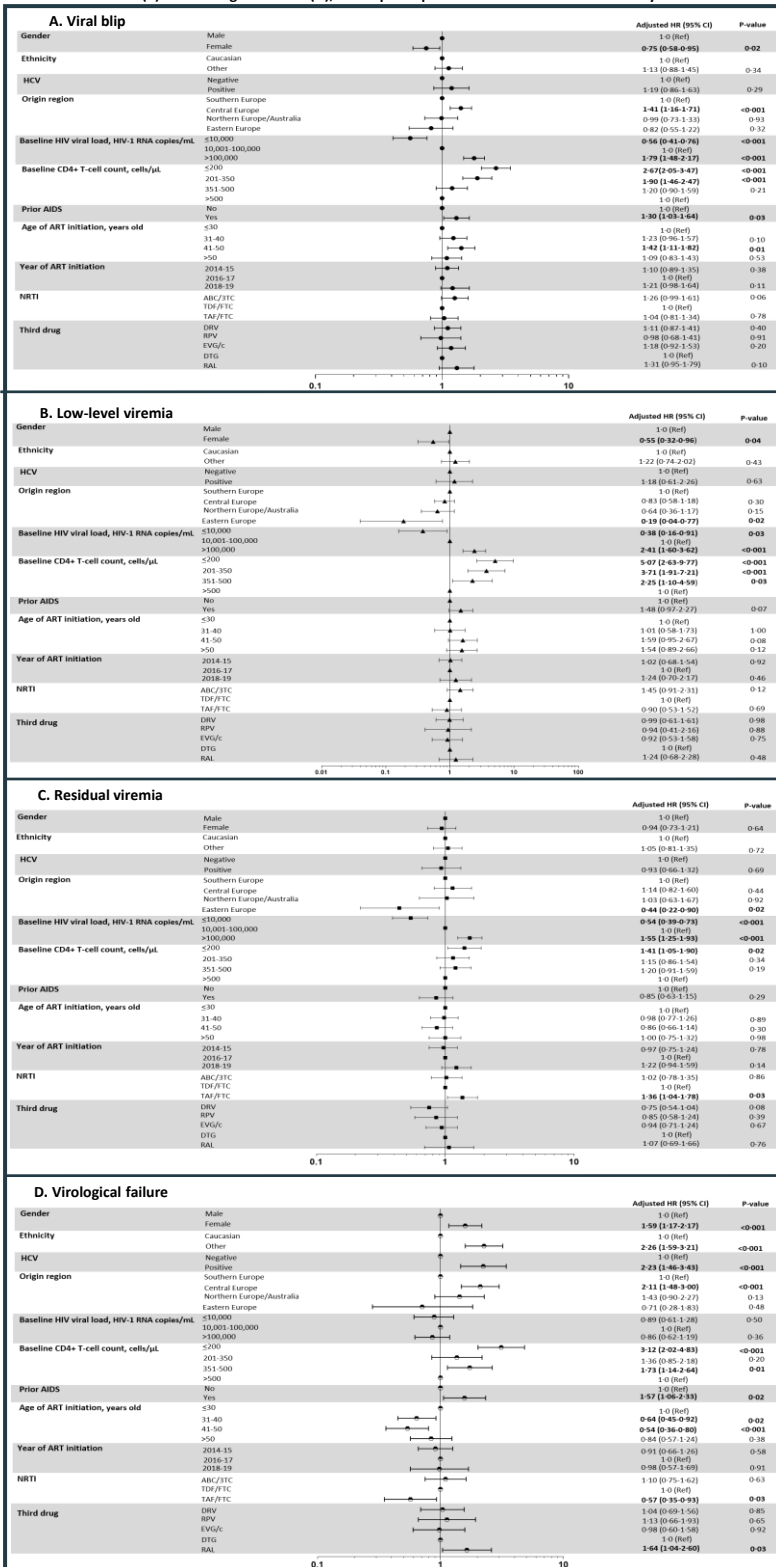 A. Viral blip
Adjusted HR (95% CI) P-value
Gender Male 1·0 (Ref)
Female 0·75 (0·58-0·95) 0·02
Ethnicity Caucasian 1·0 (Ref)
Other 1·13 (0·88-1·45) 0·34
HCV Negative 1·0 (Ref)
Positive 1·19 (0·86-1·63) 0·29
Origin region Southern Europe 1·0 (Ref)
Central Europe 1·41 (1·16-1·71) <0·001
Northern Europe/Australia 0·99 (0·73-1·33) 0·93
Eastern Europe 0·82 (0·55-1·22) 0·32
Baseline HIV viral load, HIV-1 RNA copies/mL ≤10,000 0·56 (0·41-0·76) <0·001
10,001-100,000 1·0 (Ref)
>100,000 1·79 (1·48-2·17) <0·001
Baseline CD4+ T-cell count, cells/µL ≤200 2·67(2·05-3·47) <0·001
201-350 1·90 (1·46-2·47) <0·001
351-500 1·20 (0·90-1·59) 0·21
>500 1·0 (Ref)
Prior AIDS No 1·0 (Ref)
Yes 1·30 (1·03-1·64) 0·03
Age of ART initiation, years old ≤30 1·0 (Ref)
31-40 1·23 (0·96-1·57) 0·10
41-50 1·42 (1·11-1·82) 0·01
>50 1·09 (0·83-1·43) 0·53
Year of ART initiation 2014-15 1·10 (0·89-1·35) 0·38
2016-17 1·0 (Ref)
2018-19 1·21 (0·98-1·64) 0·11
NRTI ABC/3TC 1·26 (0·99-1·61) 0·06
TDF/FTC 1·0 (Ref)
TAF/FTC 1·04 (0·81-1·34) 0·78
Third drug DRV 1·11 (0·87-1·41) 0·40
RPV 0·98 (0·68-1·41) 0·91
EVG/c 1·18 (0·92-1·53) 0·20
DTG 1·0 (Ref)
RAL 1·31 (0·95-1·79) 0·10
0.1 1 10
B. Low-level viremia
Adjusted HR (95% CI) P-value
Gender Male 1·0 (Ref)
Female 0·55 (0·32-0·96) 0·04
Ethnicity Caucasian 1·0 (Ref)
Other 1·22 (0·74-2·02) 0·43
HCV Negative 1·0 (Ref)
Positive 1·18 (0·61-2·26) 0·63
Origin region Southern Europe 1·0 (Ref)
Central Europe 0·83 (0·58-1·18) 0·30
Northern Europe/Australia 0·64 (0·36-1·17) 0·15
Eastern Europe 0·19 (0·04-0·77) 0·02
Baseline HIV viral load, HIV-1 RNA copies/mL ≤10,000 0·38 (0·16-0·91) 0·03
10,001-100,000 1·0 (Ref)
>100,000 2·41 (1·60-3·62) <0·001
Baseline CD4+ T-cell count, cells/µL ≤200 5·07 (2·63-9·77) <0·001
201-350 3·71 (1·91-7·21) <0·001
351-500 2·25 (1·10-4·59) 0·03
>500 1·0 (Ref)
Prior AIDS No 1·0 (Ref)
Yes 1·48 (0·97-2·27) 0·07
Age of ART initiation, years old ≤30 1·0 (Ref)
31-40 1·01 (0·58-1·73) 1·00
41-50 1·59 (0·95-2·67) 0·08
>50 1·54 (0·89-2·66) 0·12
Year of ART initiation 2014-15 1·02 (0·68-1·54) 0·92
2016-17 1·0 (Ref)
2018-19 1·24 (0·70-2·17) 0·46
NRTI ABC/3TC 1·45 (0·91-2·31) 0·12
TDF/FTC 1·0 (Ref)
TAF/FTC 0·90 (0·53-1·52) 0·69
Third drug DRV 0·99 (0·61-1·61) 0·98
RPV 0·94 (0·41-2·16) 0·88
EVG/c 0·92 (0·53-1·58) 0·75
DTG 1·0 (Ref)
RAL 1·24 (0·68-2·28) 0·48
0.01 0.1 1 10 100
C. Residual viremia
Adjusted HR (95% CI) P-value
Gender Male 1·0 (Ref)
Female 0·94 (0·73-1·21) 0·64
Ethnicity Caucasian 1·0 (Ref)
Other 1·05 (0·81-1·35) 0·72
HCV Negative 1·0 (Ref)
Positive 0·93 (0·66-1·32) 0·69
Origin region Southern Europe 1·0 (Ref)
Central Europe 1·14 (0·82-1·60) 0·44
Northern Europe/Australia 1·03 (0·63-1·67) 0·92
Eastern Europe 0·44 (0·22-0·90) 0·02
Baseline HIV viral load, HIV-1 RNA copies/mL ≤10,000 0·54 (0·39-0·73) <0·001
10,001-100,000 1·0 (Ref)
>100,000 1·55 (1·25-1·93) <0·001
Baseline CD4+ T-cell count, cells/µL ≤200 1·41 (1·05-1·90) 0·02
201-350 1·15 (0·86-1·54) 0·34
351-500 1·20 (0·91-1·59) 0·19
>500 1·0 (Ref)
Prior AIDS No 1·0 (Ref)
Yes 0·85 (0·63-1·15) 0·29
Age of ART initiation, years old ≤30 1·0 (Ref)
31-40 0·98 (0·77-1·26) 0·89
41-50 0·86 (0·66-1·14) 0·30
>50 1·00 (0·75-1·32) 0·98
Year of ART initiation 2014-15 0·97 (0·75-1·24) 0·78
2016-17 1·0 (Ref)
2018-19 1·22 (0·94-1·59) 0·14
NRTI ABC/3TC 1·02 (0·78-1·35) 0·86
TDF/FTC 1·0 (Ref)
TAF/FTC 1·36 (1·04-1·78) 0·03
Third drug DRV 0·75 (0·54-1·04) 0·08
RPV 0·85 (0·58-1·24) 0·39
EVG/c 0·94 (0·71-1·24) 0·67
DTG 1·0 (Ref)
RAL 1·07 (0·69-1·66) 0·76
0.1 1 10
D. Virological failure
Adjusted HR (95% CI) P-value
Gender Male 1·0 (Ref)
Female 1·59 (1·17-2·17) <0·001
Ethnicity Caucasian 1·0 (Ref)
Other 2·26 (1·59-3·21) <0·001
HCV Negative 1·0 (Ref)
Positive 2·23 (1·46-3·43) <0·001
Origin region Southern Europe 1·0 (Ref)
Central Europe 2·11 (1·48-3·00) <0·001
Northern Europe/Australia 1·43 (0·90-2·27) 0·13
Eastern Europe 0·71 (0·28-1·83) 0·48
Baseline HIV viral load, HIV-1 RNA copies/mL ≤10,000 0·89 (0·61-1·28) 0·50
10,001-100,000 1·0 (Ref)
>100,000 0·86 (0·62-1·19) 0·36
Baseline CD4+ T-cell count, cells/µL ≤200 3·12 (2·02-4·83) <0·001
201-350 1·36 (0·85-2·18) 0·20
351-500 1·73 (1·14-2·64) 0·01
>500 1·0 (Ref)
Prior AIDS No 1·0 (Ref)
Yes 1·57 (1·06-2·33) 0·02
Age of ART initiation, years old ≤30 1·0 (Ref)
31-40 0·64 (0·45-0·92) 0·02
41-50 0·54 (0·36-0·80) <0·001
>50 0·84 (0·57-1·24) 0·38
Year of ART initiation 2014-15 0·91 (0·66-1·26) 0·58
2016-17 1·0 (Ref)
2018-19 0·98 (0·57-1·69) 0·91
NRTI ABC/3TC 1·10 (0·75-1·62) 0·63
TDF/FTC 1·0 (Ref)
TAF/FTC 0·57 (0·35-0·93) 0·03
Third drug DRV 1·04 (0·69-1·56) 0·85
RPV 1·13 (0·66-1·93) 0·65
EVG/c 0·98 (0·60-1·58) 0·92
DTG 1·0 (Ref)
RAL 1·64 (1·04-2·60) 0·03
0.1 1 10